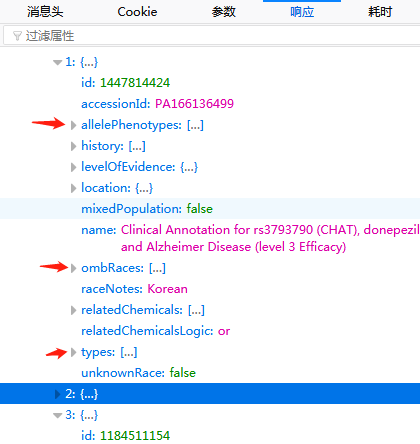 消息头 Cookie 参数 响应 耗时
过滤属性
1: {…}
id: 1447814424
accessionId: PA166136499
allelePhenotypes: […]
history: […]
levelOfEvidence: {…}
location: {…}
mixedPopulation: false
name: Clinical Annotation for rs3793790 (CHAT), donepezil
and Alzheimer Disease (level 3 Efficacy)
ombRaces: […]
raceNotes: Korean
relatedChemicals: […]
relatedChemicalsLogic: or
types: […]
unknownRace: false
2: {…}
3: {…}
id: 1184511154